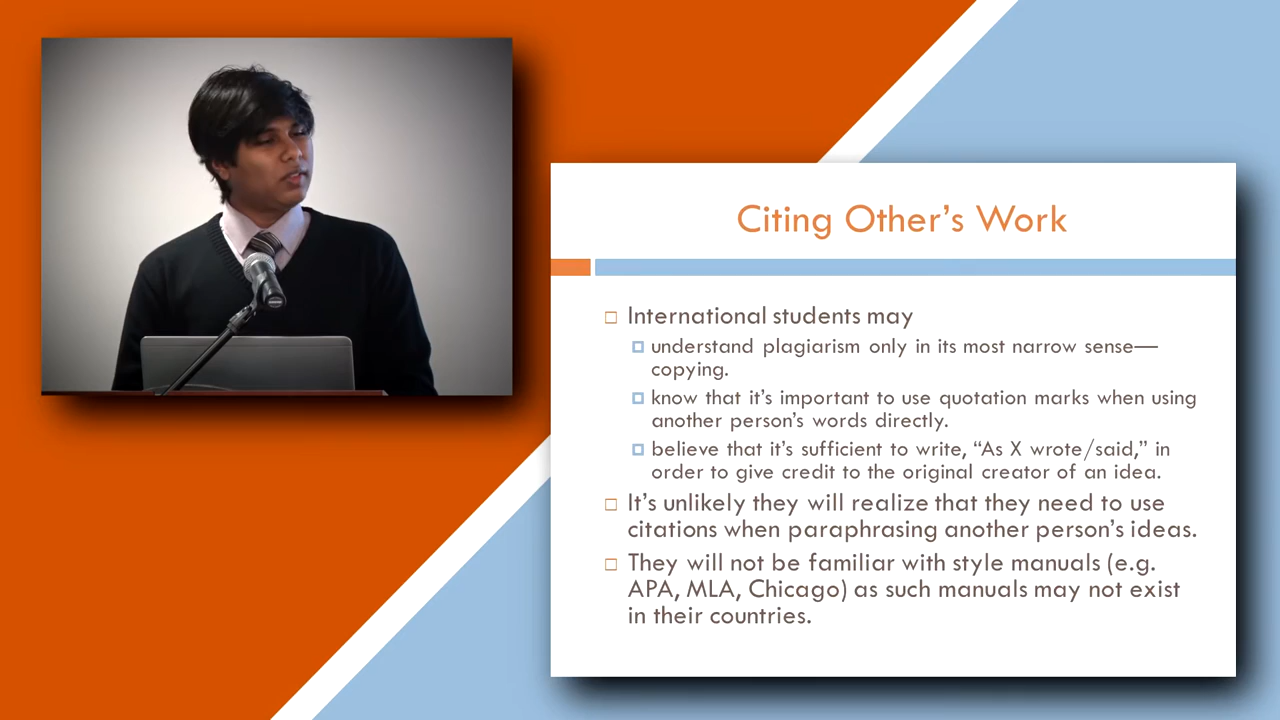 Citing Other’s Work
International students may
understand plagiarism only in its most narrow sense—
copying.
know that it’s important to use quotation marks when using
another person’s words directly.
believe that it’s sufficient to write, “As X wrote/said,” in
order to give credit to the original creator of an idea.
It’s unlikely they will realize that they need to use
citations when paraphrasing another person’s ideas.
They will not be familiar with style manuals (e.g.
APA, MLA, Chicago) as such manuals may not exist
in their countries.